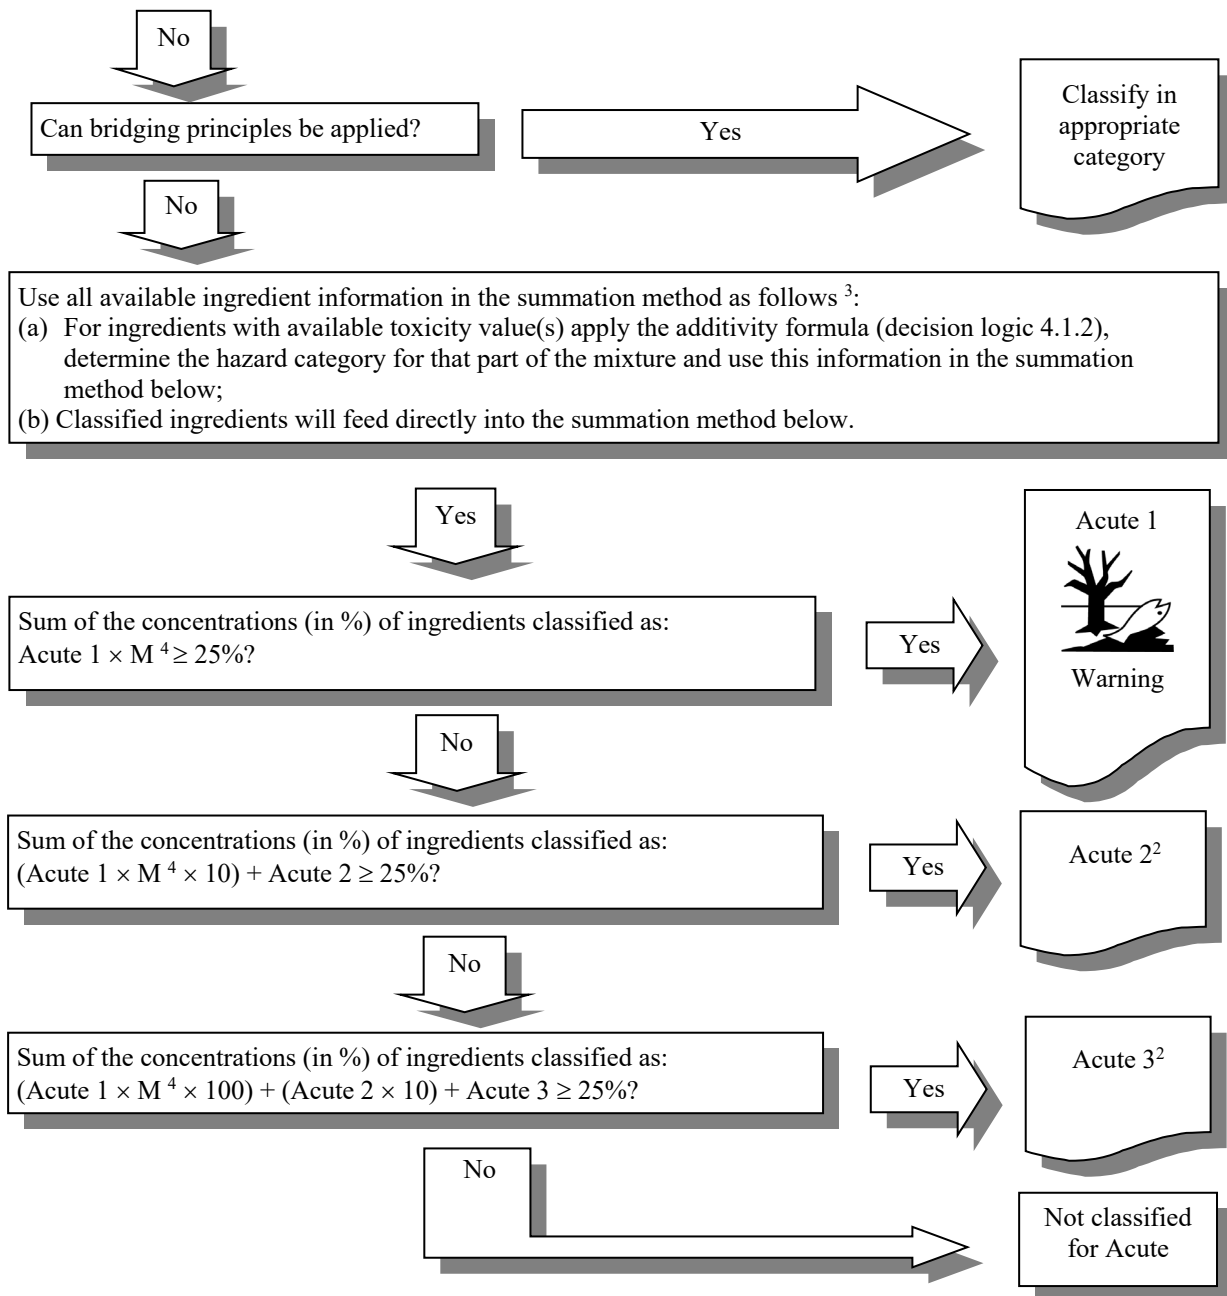 No
Can bridging principles be applied?
Yes
Classify in
appropriate
category
No
Use all available ingredient information in the summation method as follows ³:
(a) For ingredients with available toxicity value(s) apply the additivity formula (decision logic 4.1.2),
determine the hazard category for that part of the mixture and use this information in the summation
method below;
(b) Classified ingredients will feed directly into the summation method below.
Yes
Acute 1
Warning
Sum of the concentrations (in %) of ingredients classified as:
Acute 1 × M ⁴ ≥ 25%?
Yes
No
Sum of the concentrations (in %) of ingredients classified as:
(Acute 1 × M ⁴ × 10) + Acute 2 ≥ 25%?
Yes
Acute 2²
No
Sum of the concentrations (in %) of ingredients classified as:
(Acute 1 × M ⁴ × 100) + (Acute 2 × 10) + Acute 3 ≥ 25%?
Yes
Acute 3²
No
Not classified
for Acute